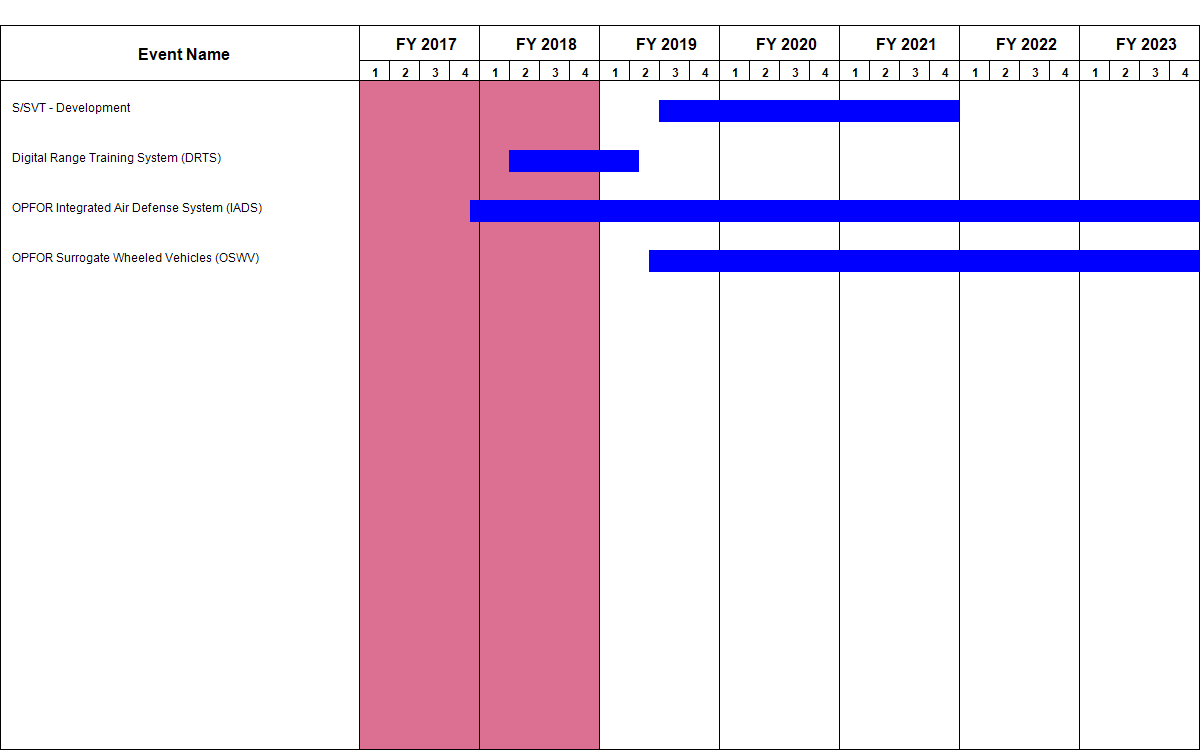 Event Name FY 2017 FY 2018 FY 2019 FY 2020 FY 2021 FY 2022 FY 2023
1 2 3 4 1 2 3 4 1 2 3 4 1 2 3 4 1 2 3 4 1 2 3 4 1 2 3 4
S/SVT - Development
Digital Range Training System (DRTS)
OPFOR Integrated Air Defense System (IADS)
OPFOR Surrogate Wheeled Vehicles (OSWV)